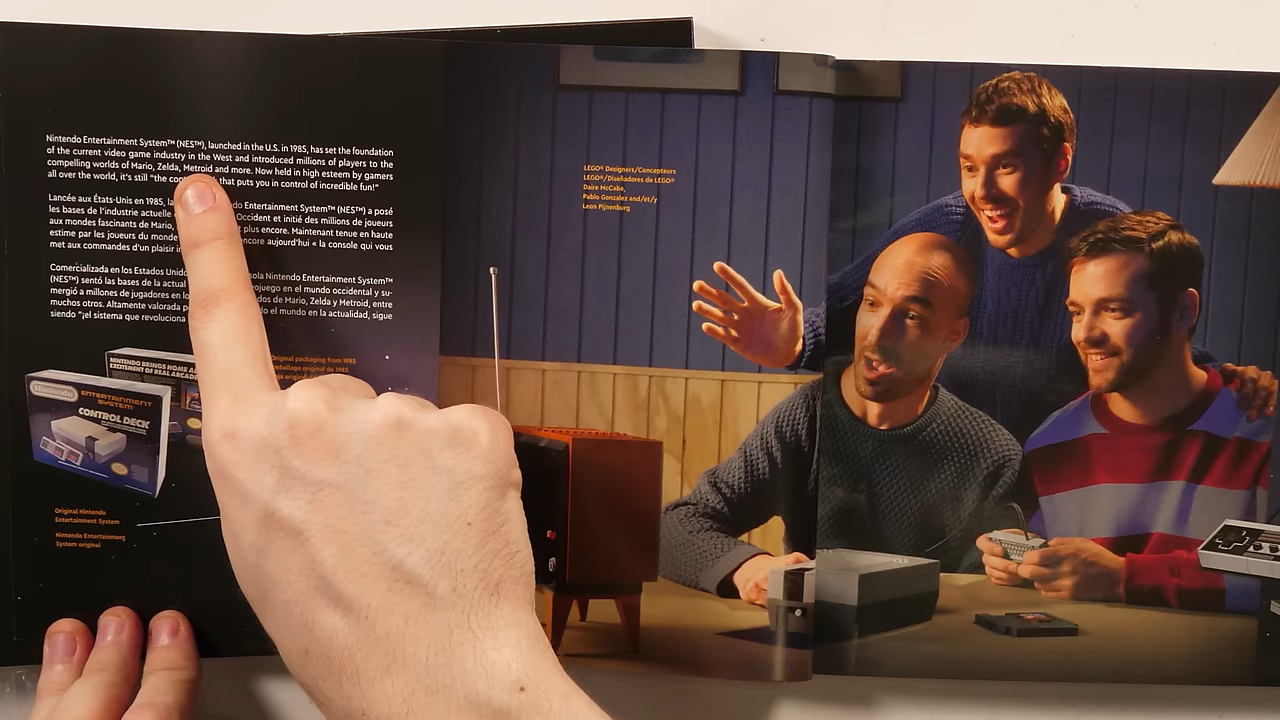 Nintendo Entertainment System™ (NES™), launched in the U.S. in 1985, has set the foundation
of the current video game industry in the West and introduced millions of players to the
compelling worlds of Mario, Zelda, Metroid and more. Now held in high esteem by gamers
all over the world, it's still "the that puts you in control of incredible fun!"
Lancée aux États-Unis en 1985, Entertainment System™ (NES™) a posé
les bases de l'industrie actuelle Occident et initié des millions de joueurs
aux mondes fascinants de Mario, plus encore. Maintenant tenue en haute
estime par les joueurs du monde encore aujourd'hui « la console qui vous
met aux commandes d'un plaisir
Comercializada en los Estados Nintendo Entertainment System™
(NES™) sentó las bases de la actual en el mundo occidental y su-
mergió a millones de jugadores en de Mario, Zelda y Metroid, entre
muchos otros. Altamente valorada el mundo en la actualidad, sigue
siendo "¡el sistema que revoluciona
Original packaging from 1985
emballage original de 1985
original
NINTENDO BRINGS HOME
EXCITEMENT OF REAL
Nintendo
ENTERTAINMENT
SYSTEM
CONTROL DECK
Original Nintendo
Entertainment System
Nintendo Entertainment
System original
LEGO® Designers/Concepteurs
LEGO®/Diseñadores de LEGO®
Daire McCabe,
Pablo Gonzalez and/et/y
Leon Pijnenburg